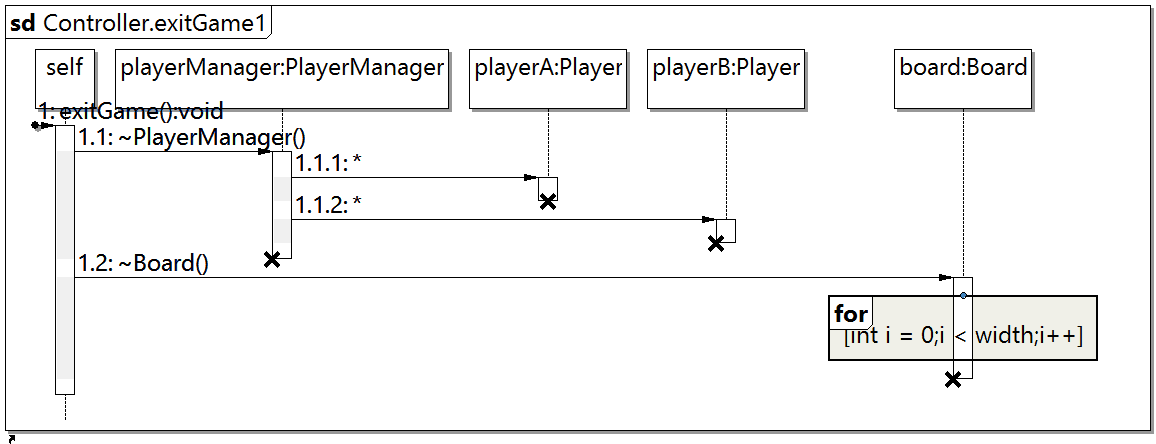 sd Controller.exitGame1
self
playerManager:PlayerManager
playerA:Player
playerB:Player
board:Board
1: exitGame():void
1.1: ~PlayerManager()
1.1.1: *
1.1.2: *
1.2: ~Board()
for
[int i = 0;i < width;i++]